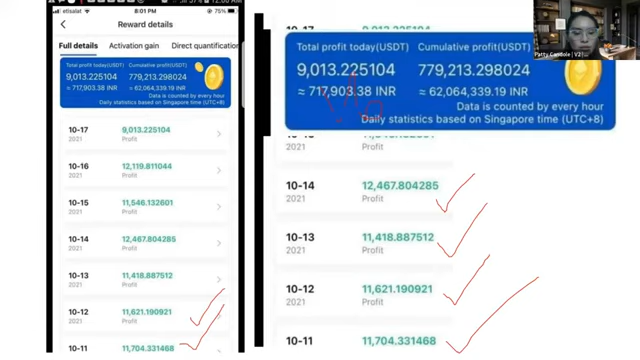 etisalat
8:01 PM
75%
Reward details
Full details
Activation gain
Direct quantification
Total profit today(USDT)
Cumulative profit(USDT)
9,013.225104
779,213.298024
≈ 717,903.38 INR
≈ 62,064,339.19 INR
Data is counted by every hour
Daily statistics based on Singapore time (UTC+8)
10-17
9,013.225104
2021
Profit
10-16
12,119.811044
2021
Profit
10-15
11,546.132601
2021
Profit
10-14
12,467.804285
2021
Profit
10-13
11,418.887512
2021
Profit
10-12
11,621.190921
2021
Profit
10-11
11,704.331468
Total profit today(USDT)
Cumulative profit(USDT)
9,013.225104
779,213.298024
≈ 717,903.38 INR
≈ 62,064,339.19 INR
Data is counted by every hour
Daily statistics based on Singapore time (UTC+8)
2021
Profit
10-14
12,467.804285
2021
Profit
10-13
11,418.887512
2021
Profit
10-12
11,621.190921
2021
Profit
10-11
11,704.331468